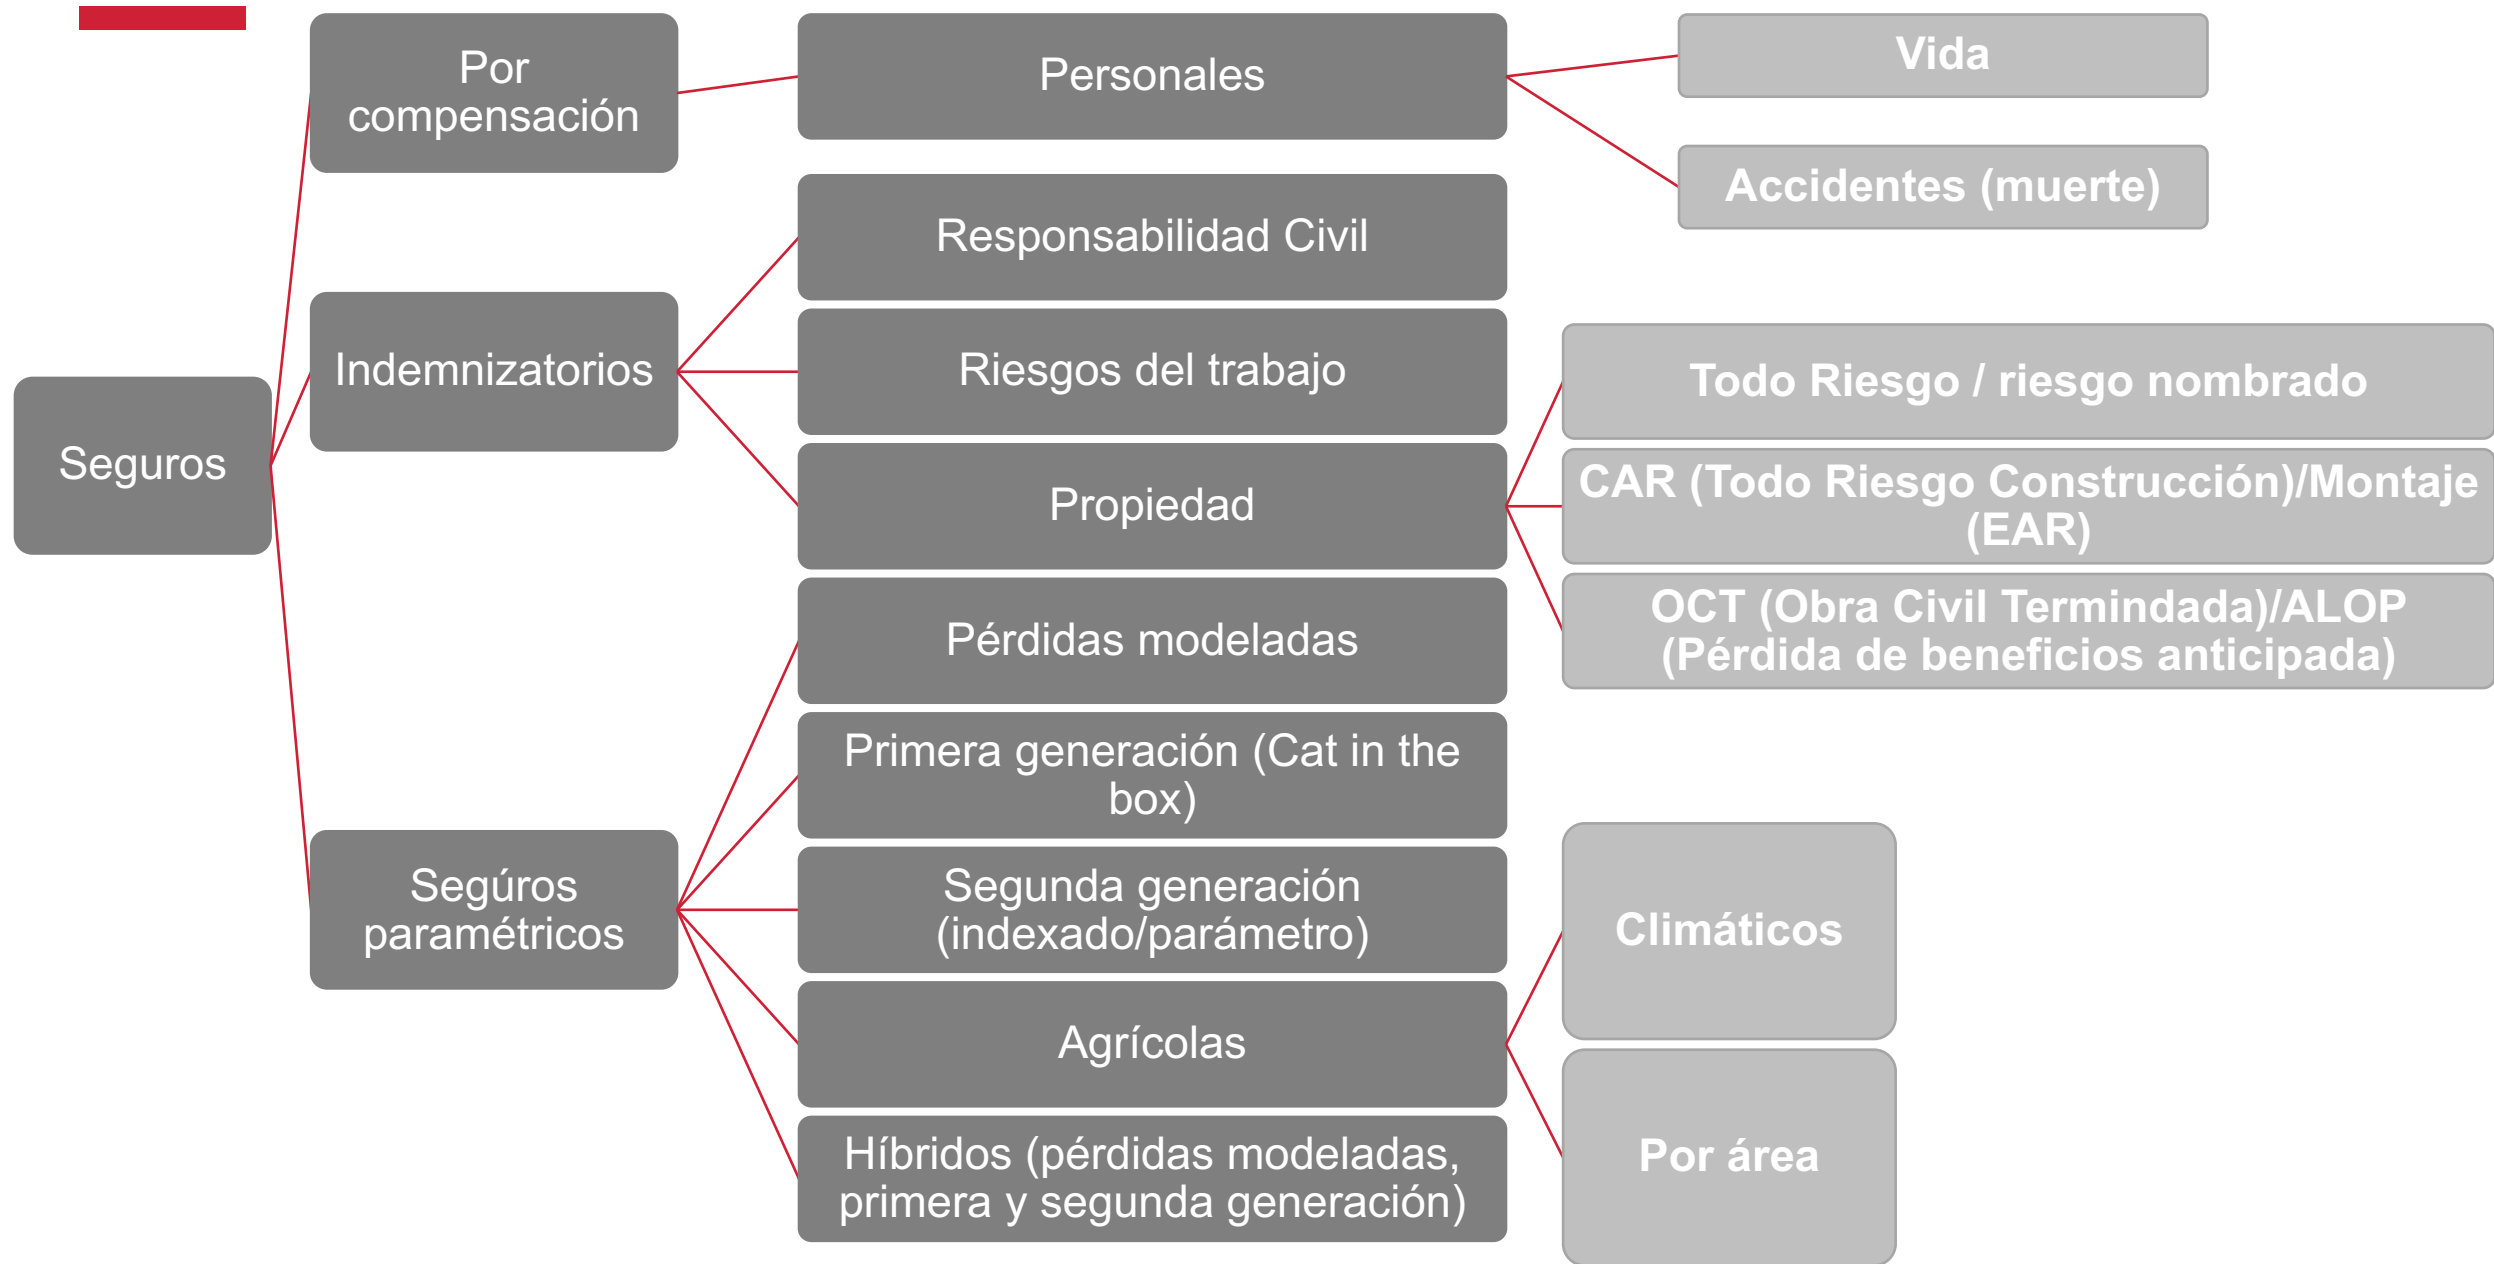 Seguros
Por
compensación
Personales
Vida
Accidentes (muerte)
Indemnizatorios
Responsabilidad Civil
Riesgos del trabajo
Propiedad
Todo Riesgo / riesgo nombrado
CAR (Todo Riesgo Construcción)/Montaje
(EAR)
OCT (Obra Civil Termindada)/ALOP
(Pérdida de beneficios anticipada)
Segúros
paramétricos
Pérdidas modeladas
Primera generación (Cat in the
box)
Segunda generación
(indexado/parámetro)
Agrícolas
Climáticos
Por área
Híbridos (pérdidas modeladas,
primera y segunda generación)